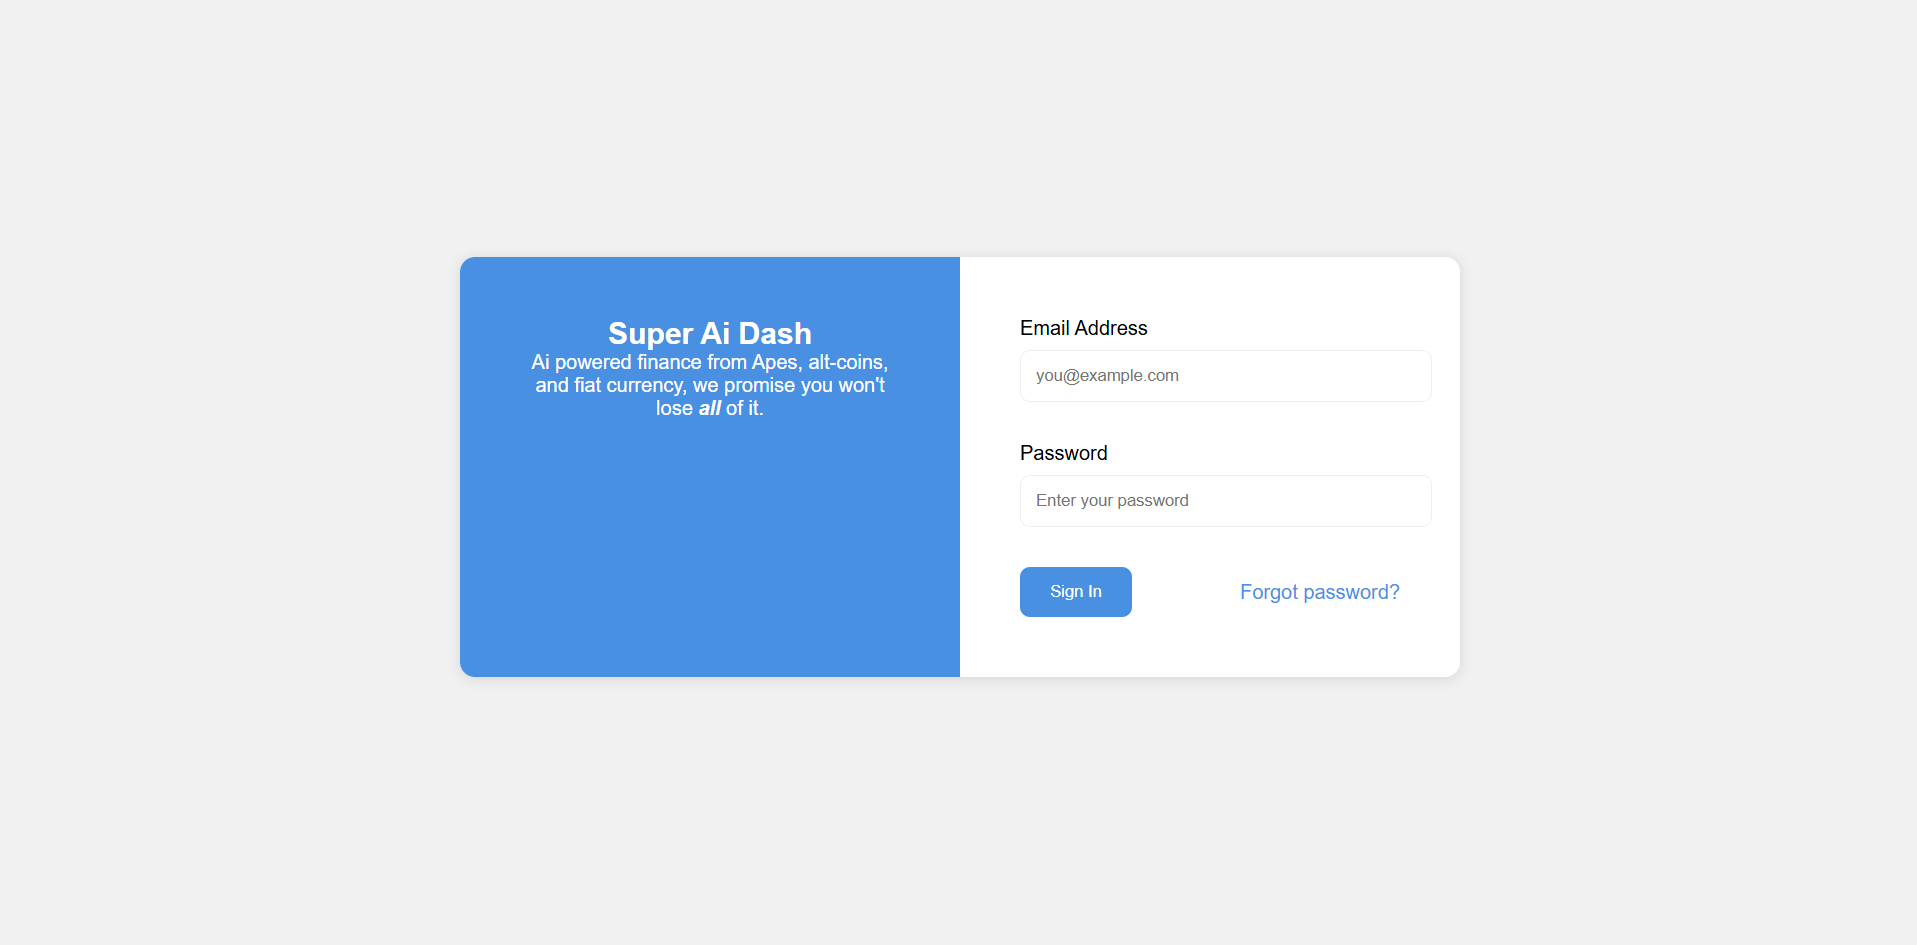 Super Ai Dash
Ai powered finance from Apes, alt-coins,
and fiat currency, we promise you won't
lose all of it.
Email Address
you@example.com
Password
Enter your password
Sign In
Forgot password?